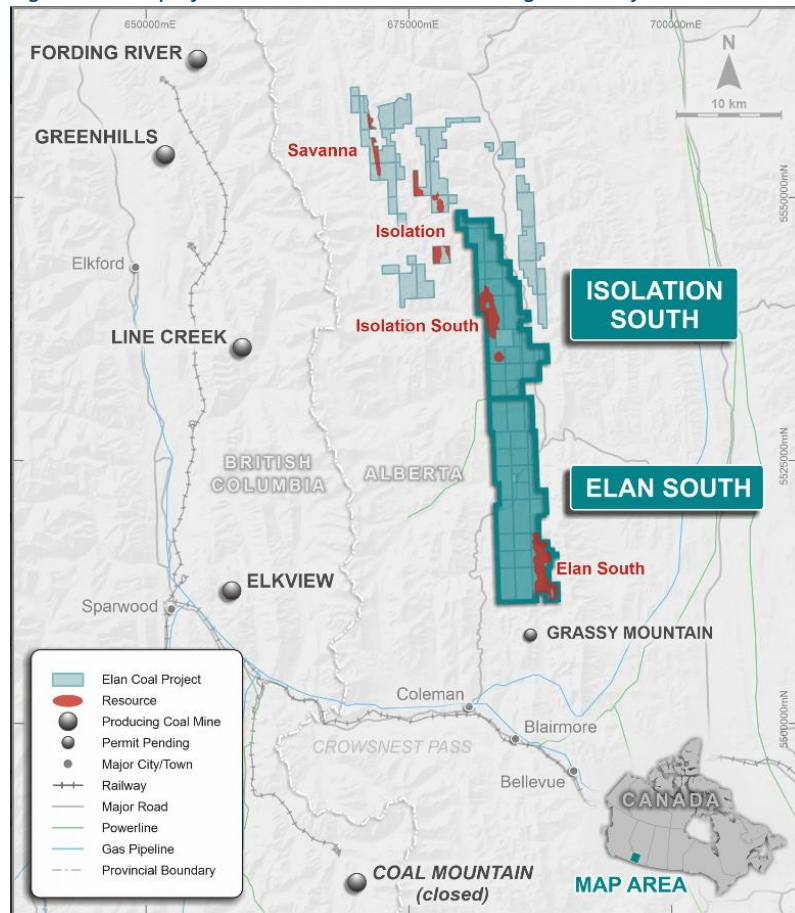 650000mE
675000mE
700000mE
FORDING RIVER
N
10 km
GREENHILLS
Savanna
5550000mN
Isolation
Elkford
ISOLATION
SOUTH
Isolation South
LINE CREEK
BRITISH
COLUMBIA
ALBERTA
5525000mN
ELAN SOUTH
Elan South
ELKVIEW
Sparwood
GRASSY MOUNTAIN
Elan Coal Project
Resource
Producing Coal Mine
Permit Pending
Major City/Town
Railway
Major Road
Powerline
Gas Pipeline
Provincial Boundary
Coleman
Blairmore
CROWSNEST PASS
Bellevue
CANADA
COAL MOUNTAIN
(closed)
MAP AREA